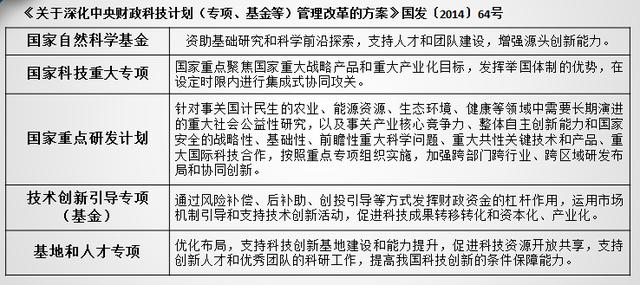 《关于深化中央财政科技计划（专项、基金等）管理改革的方案》国发〔2014〕64号
国家自然科学基金
资助基础研究和科学前沿探索，支持人才和团队建设，增强源头创新能力。
国家科技重大专项
国家重点聚焦国家重大战略产品和重大产业化目标，发挥举国体制的优势，在
设定时限内进行集成式协同攻关。
国家重点研发计划
针对事关国计民生的农业、能源资源、生态环境、健康等领域中需要长期演进
的重大社会公益性研究，以及事关产业核心竞争力、整体自主创新能力和国家
安全的战略性、基础性、前瞻性重大科学问题、重大共性关键技术和产品、重
大国际科技合作，按照重点专项组织实施，加强跨部门跨行业、跨区域研发布
局和协同创新。
技术创新引导专项
（基金）
通过风险补偿、后补助、创投引导等方式发挥财政资金的杠杆作用，运用市场
机制引导和支持技术创新活动，促进科技成果转移转化和资本化、产业化。
基地和人才专项
优化布局，支持科技创新基地建设和能力提升，促进科技资源开放共享，支持
创新人才和优秀团队的科研工作，提高我国科技创新的条件保障能力。